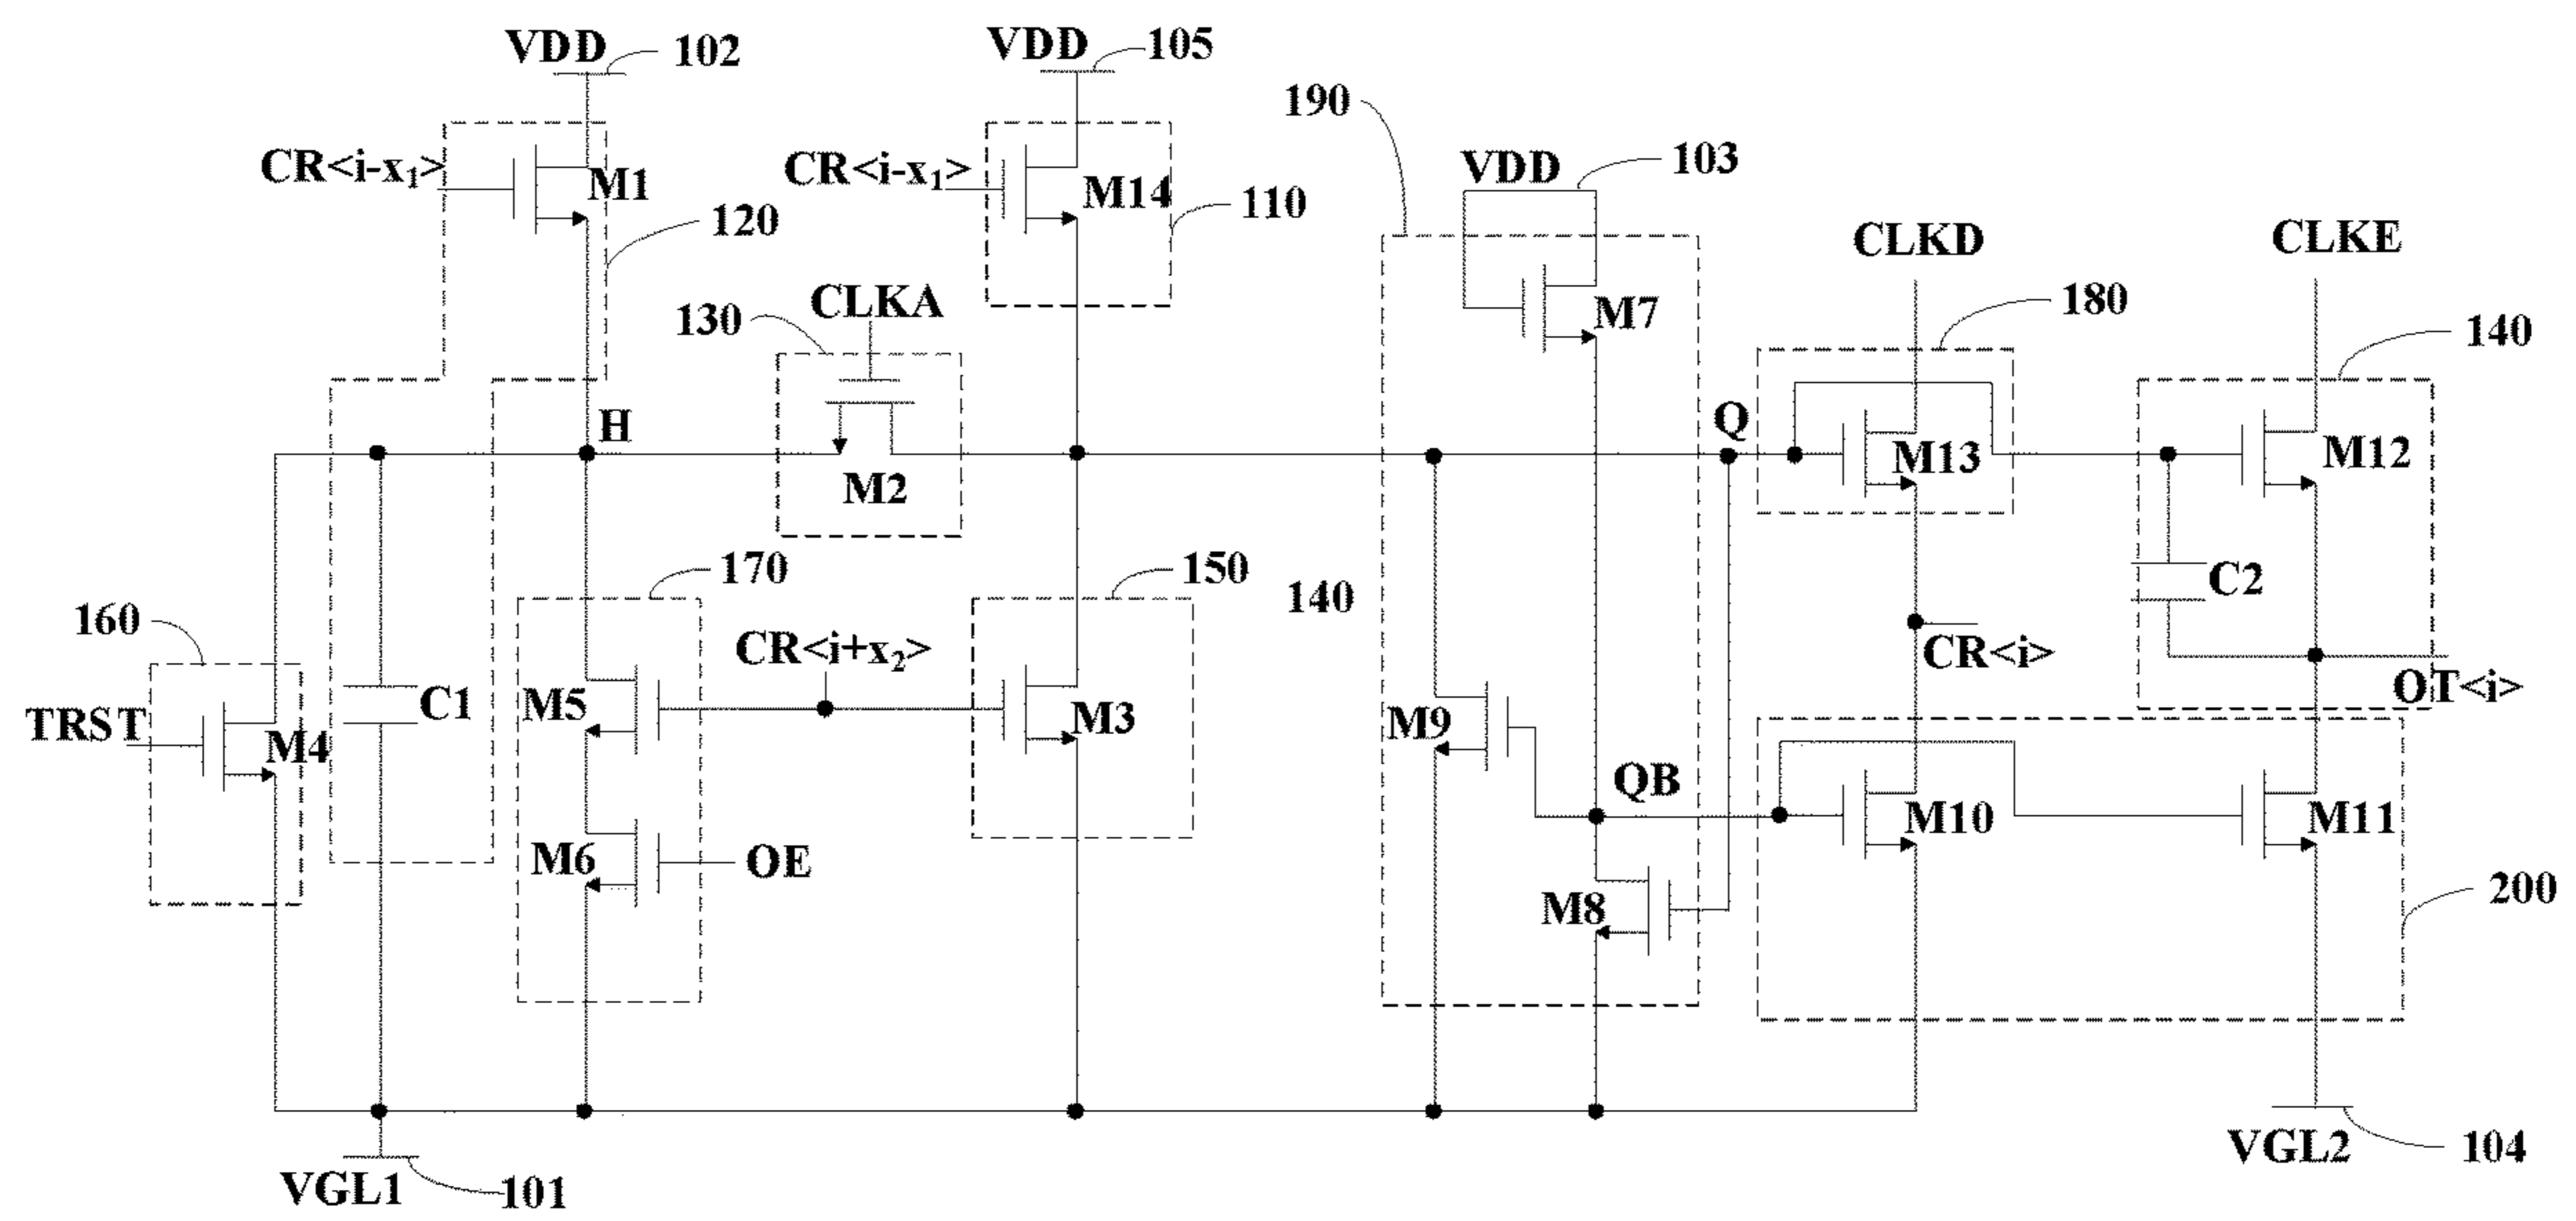 VDD 102
VDD 105
190
VDD 103
CR<i-x₁>
M1
CR<i-x₁>
M14
110
120
CLKD
CLKE
130
CLKA
M7
180
140
H
Q
M2
M13
M12
170
150
140
C2
160
CR<i+x₂>
CR<i>
OT<i>
TRST
M4
C1
M5
M3
M9
QB
M10
M11
M6
OE
M8
200
VGL1
101
VGL2
104